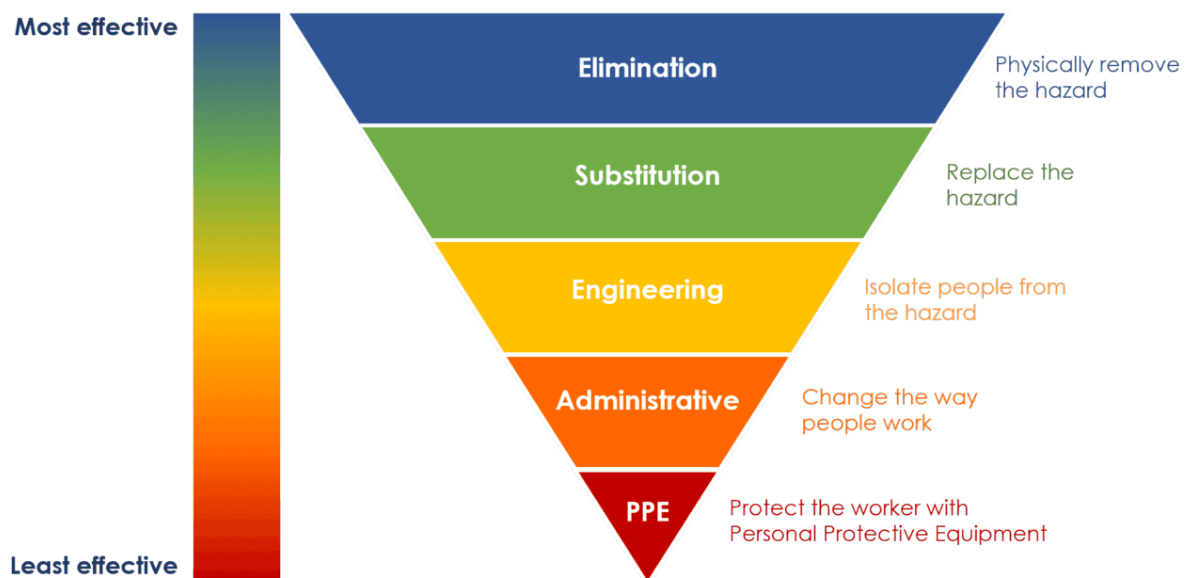 Most effective
Elimination
Physically remove
the hazard
Substitution
Replace the
hazard
Engineering
Isolate people from
the hazard
Administrative
Change the way
people work
PPE
Protect the worker with
Personal Protective Equipment
Least effective